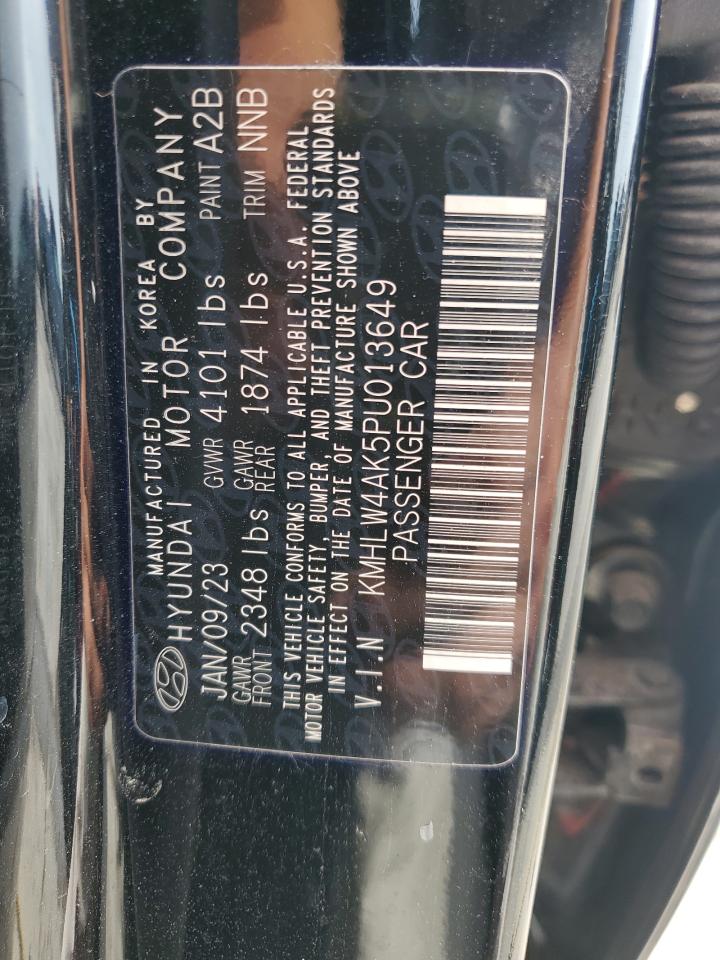 MANUFACTURED IN KOREA BY
HYUNDAI MOTOR COMPANY
JAN/09/23 GVWR 4101 lbs PAINT A2B
GAWR FRONT 2348 lbs GAWR REAR 1874 lbs TRIM NNB
THIS VEHICLE CONFORMS TO ALL APPLICABLE U.S.A. FEDERAL
MOTOR VEHICLE SAFETY, BUMPER, AND THEFT PREVENTION STANDARDS
IN EFFECT ON THE DATE OF MANUFACTURE SHOWN ABOVE
V.I.N KMHLW4AK5PU013649
PASSENGER CAR